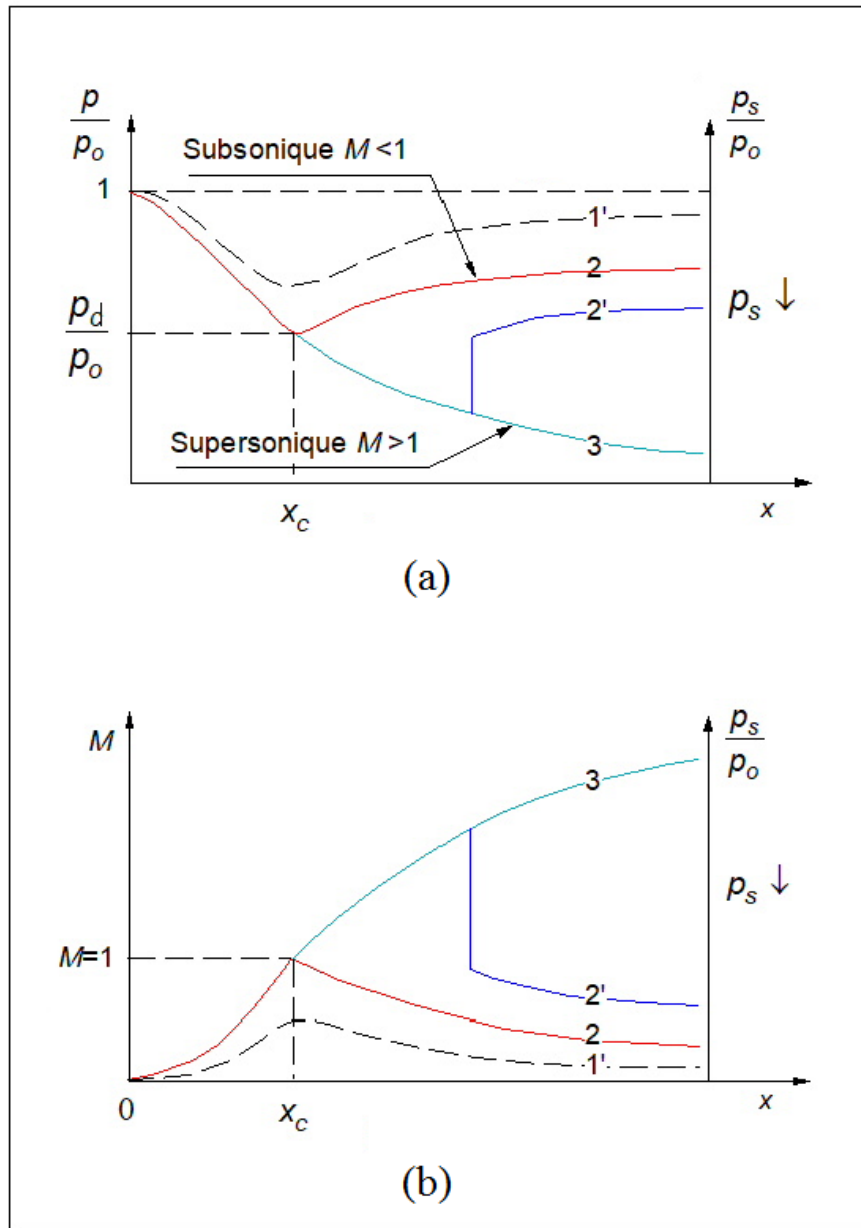 p/p_o
p_s/p_o
Subsonique M <1
1
1'
2
p_s ↓
2'
p_d/p_o
Supersonique M >1
3
x_c
x
(a)
M
p_s/p_o
3
p_s ↓
M=1
2'
2
1'
0
x_c
x
(b)